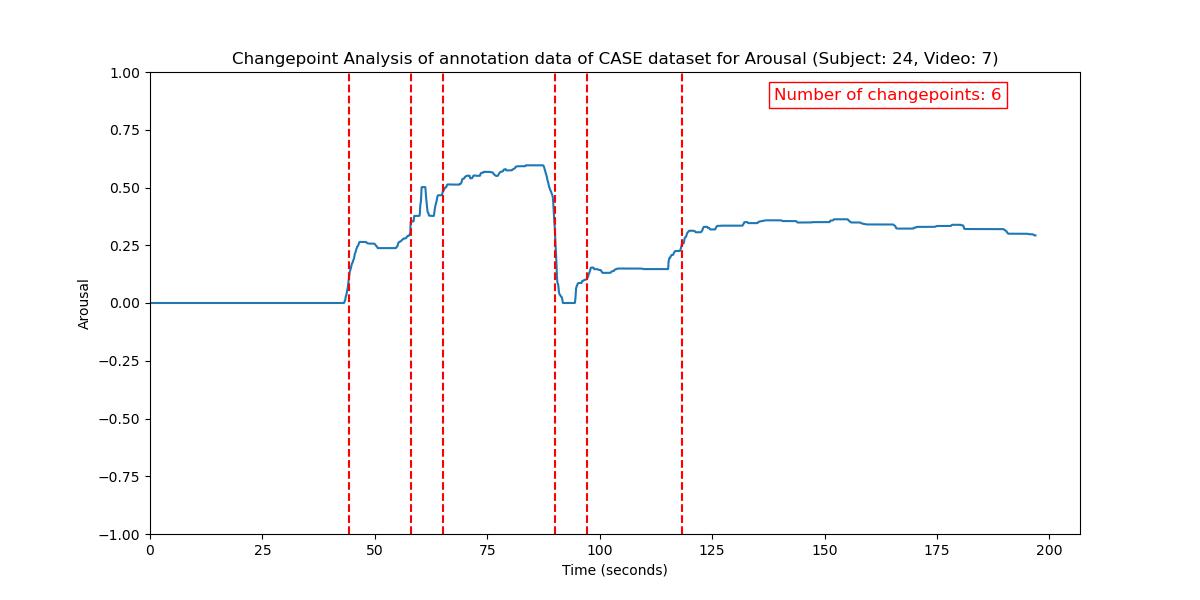 Changepoint Analysis of annotation data of CASE dataset for Arousal (Subject: 24, Video: 7)
Number of changepoints: 6
1.00
0.75
0.50
0.25
0.00
−0.25
−0.50
−0.75
−1.00
Arousal
0 25 50 75 100 125 150 175 200
Time (seconds)